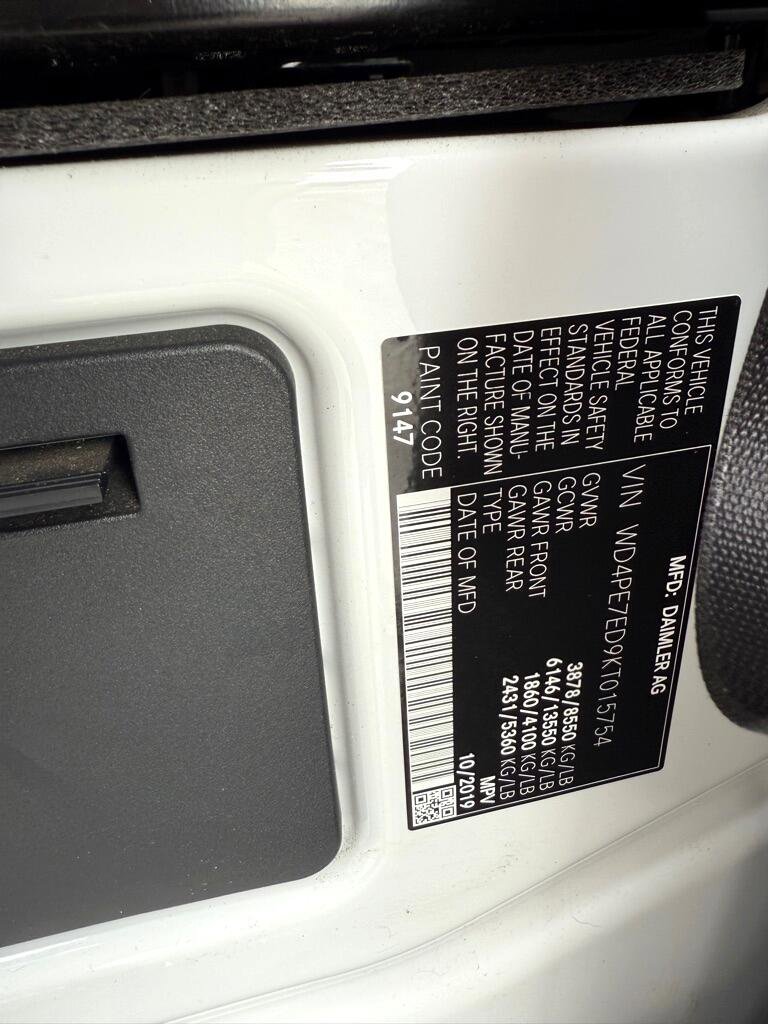 MFD: DAIMLER AG
THIS VEHICLE
CONFORMS TO
ALL APPLICABLE
FEDERAL
VEHICLE SAFETY
STANDARDS IN
EFFECT ON THE
DATE OF MANU-
FACTURE SHOWN
ON THE RIGHT.
PAINT CODE
9147
VIN WD4PE7ED9KT015754
GVWR 3878/8550 KG/LB
GCWR 6146/13550 KG/LB
GAWR FRONT 1860/4100 KG/LB
GAWR REAR 2431/5360 KG/LB
TYPE MPV
DATE OF MFD 10/2019